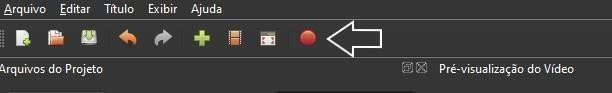 Arquivo Editar Título Exibir Ajuda
Arquivos do Projeto Pré-visualização do Vídeo